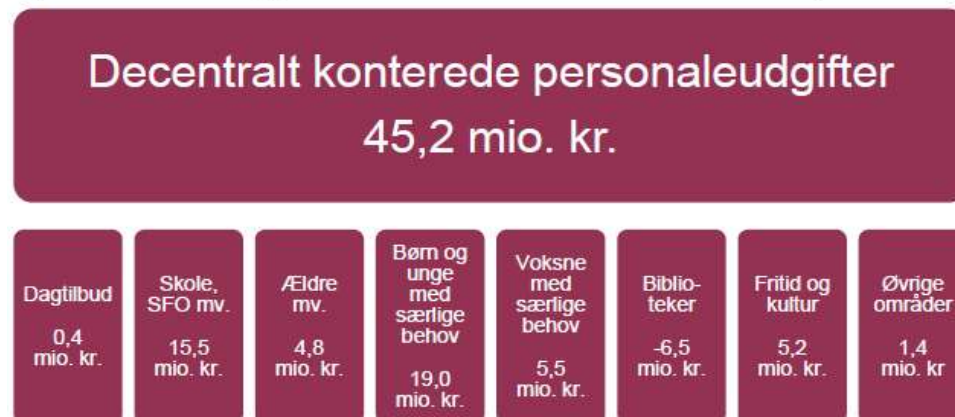 Decentralt konterede personaleudgifter
45,2 mio. kr.
Dagtilbud
0,4
mio. kr.
Skole,
SFO mv.
15,5
mio. kr.
Ældre
mv.
4,8
mio. kr.
Børn og
unge
med
særlige
behov
19,0
mio. kr.
Voksne
med
særlige
behov
5,5
mio. kr.
Biblio-
teker
-6,5
mio. kr.
Fritid og
kultur
5,2
mio. kr.
Øvrige
områder
1,4
mio. kr